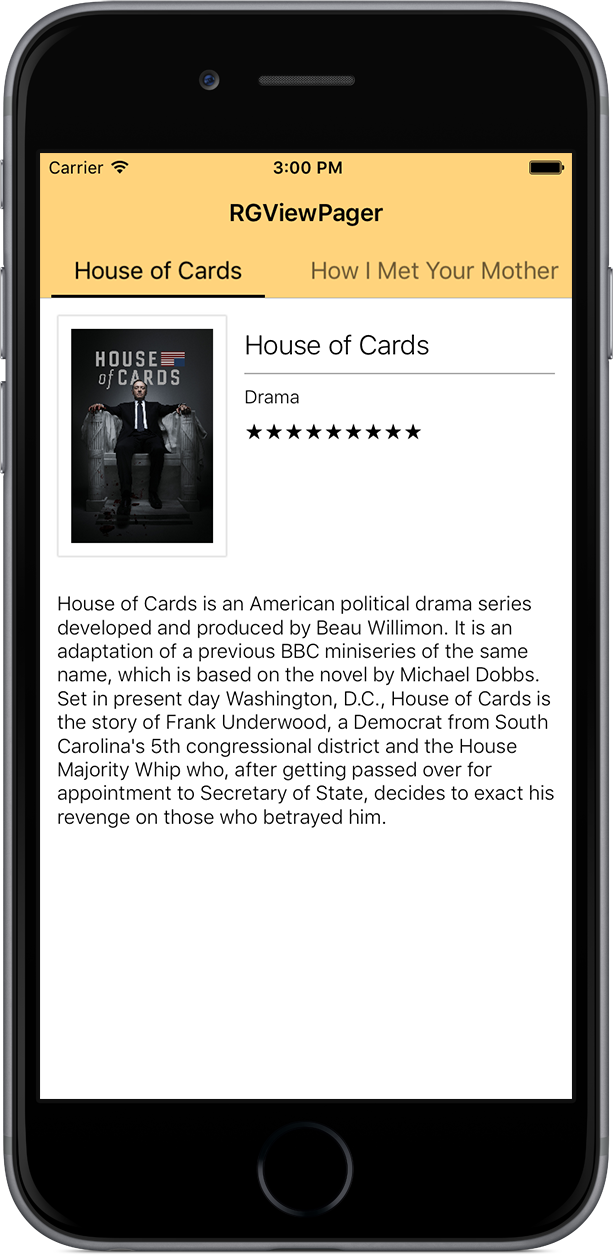 Carrier 3:00 PM
RGViewPager
House of Cards How I Met Your Mother
HOUSE
of CARDS
House of Cards
Drama
★★★★★★★★★
House of Cards is an American political drama series
developed and produced by Beau Willimon. It is an
adaptation of a previous BBC miniseries of the same
name, which is based on the novel by Michael Dobbs.
Set in present day Washington, D.C., House of Cards is
the story of Frank Underwood, a Democrat from South
Carolina's 5th congressional district and the House
Majority Whip who, after getting passed over for
appointment to Secretary of State, decides to exact his
revenge on those who betrayed him.